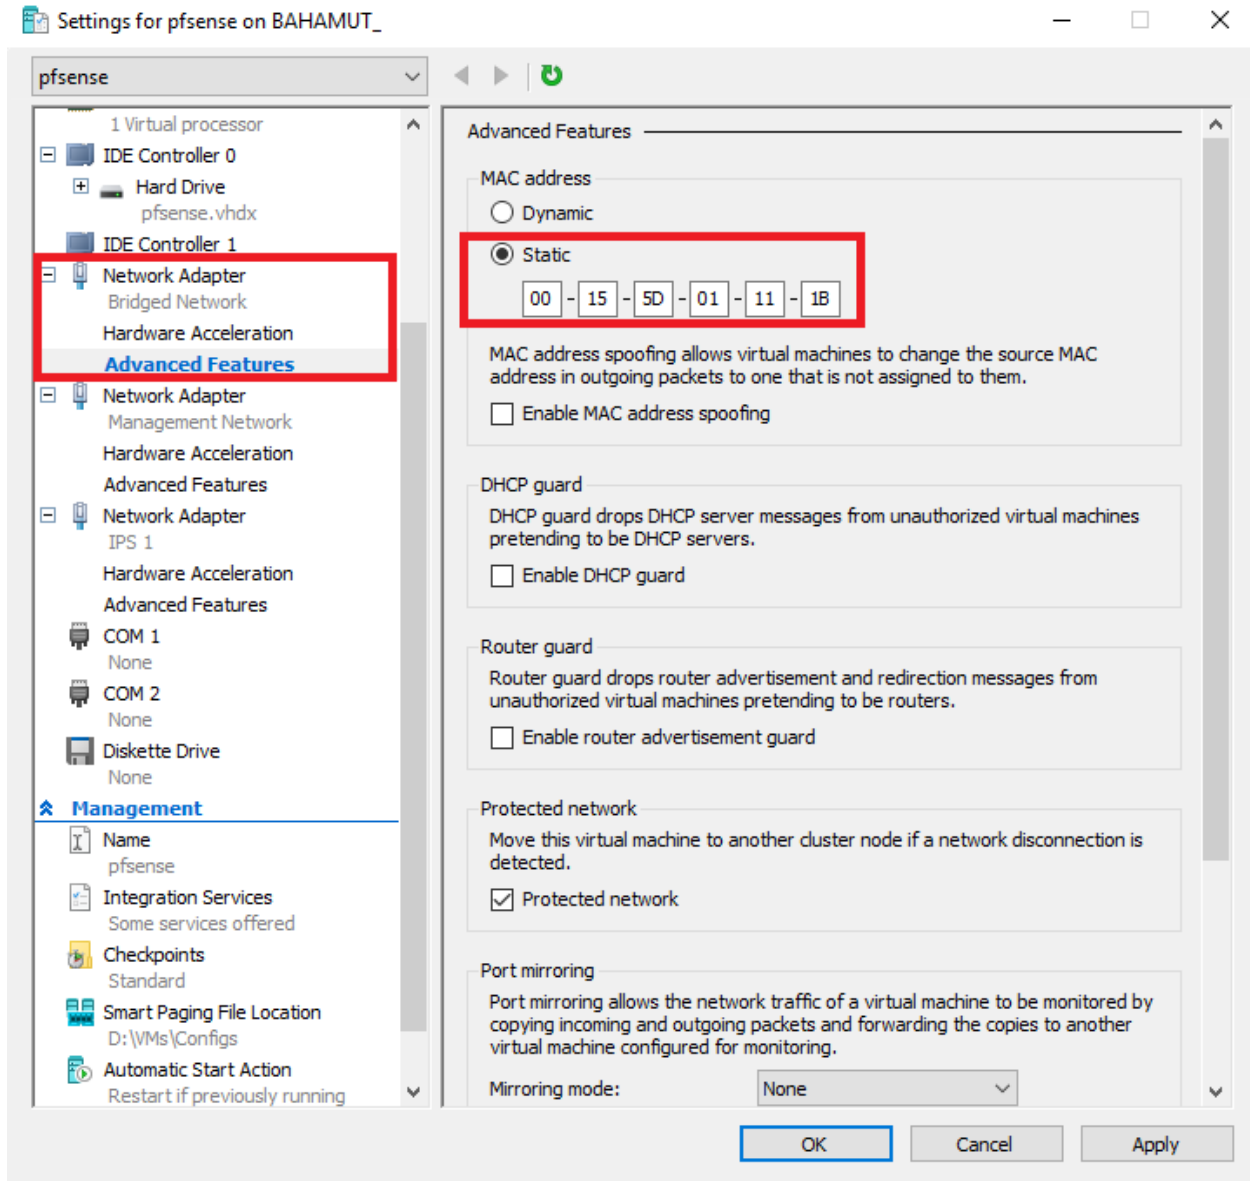 Settings for pfsense on BAHAMUT_
pfsense
1 Virtual processor
IDE Controller 0
Hard Drive
pfsense.vhdx
IDE Controller 1
Network Adapter
Bridged Network
Hardware Acceleration
Advanced Features
Network Adapter
Management Network
Hardware Acceleration
Advanced Features
Network Adapter
IPS 1
Hardware Acceleration
Advanced Features
COM 1
None
COM 2
None
Diskette Drive
None
Management
Name
pfsense
Integration Services
Some services offered
Checkpoints
Standard
Smart Paging File Location
D:\VMs\Configs
Automatic Start Action
Restart if previously running
Advanced Features
MAC address
Dynamic
Static
00 - 15 - 5D - 01 - 11 - 1B
MAC address spoofing allows virtual machines to change the source MAC
address in outgoing packets to one that is not assigned to them.
Enable MAC address spoofing
DHCP guard
DHCP guard drops DHCP server messages from unauthorized virtual machines
pretending to be DHCP servers.
Enable DHCP guard
Router guard
Router guard drops router advertisement and redirection messages from
unauthorized virtual machines pretending to be routers.
Enable router advertisement guard
Protected network
Move this virtual machine to another cluster node if a network disconnection is
detected.
Protected network
Port mirroring
Port mirroring allows the network traffic of a virtual machine to be monitored by
copying incoming and outgoing packets and forwarding the copies to another
virtual machine configured for monitoring.
Mirroring mode: None
OK Cancel Apply